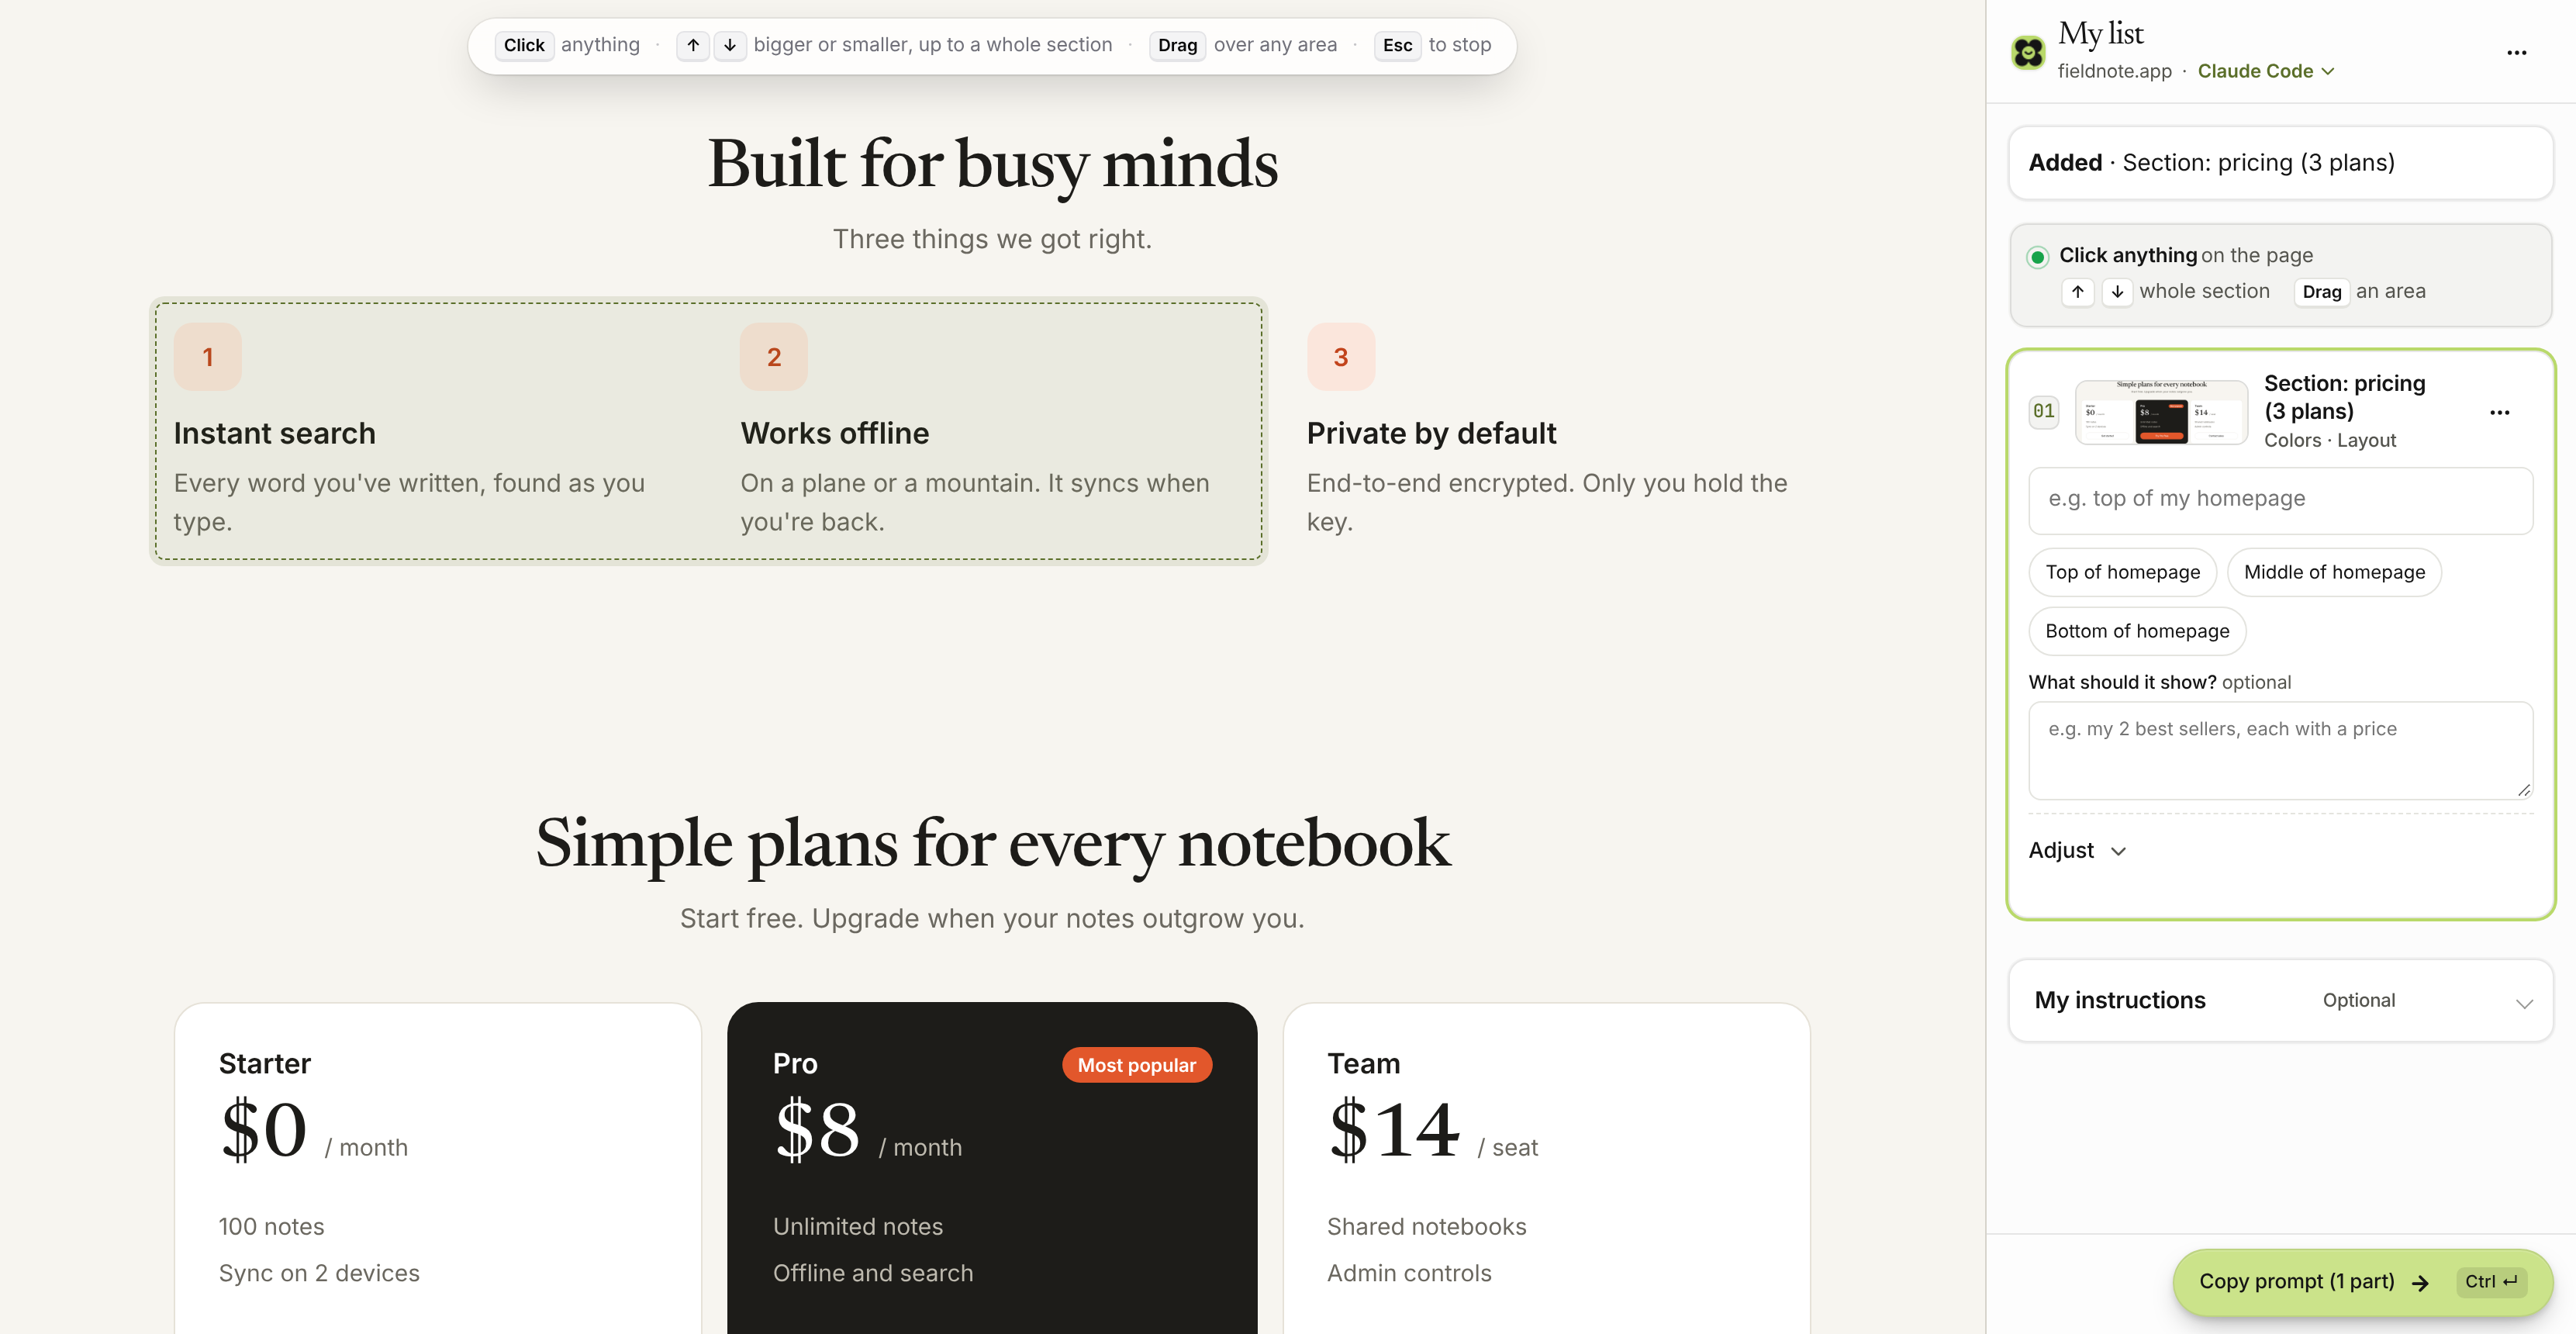 Click anything · ↑ ↓ bigger or smaller, up to a whole section · Drag over any area · Esc to stop
Built for busy minds
Three things we got right.
1
Instant search
Every word you've written, found as you
type.
2
Works offline
On a plane or a mountain. It syncs when
you're back.
3
Private by default
End-to-end encrypted. Only you hold the
key.
Simple plans for every notebook
Start free. Upgrade when your notes outgrow you.
Starter
$0 / month
100 notes
Sync on 2 devices
Pro
Most popular
$8 / month
Unlimited notes
Offline and search
Team
$14 / seat
Shared notebooks
Admin controls
My list
fieldnote.app · Claude Code
Added · Section: pricing (3 plans)
Click anything on the page
↑ ↓ whole section Drag an area
01
Simple plans for every notebook
$0
$8
$14
Section: pricing
(3 plans)
Colors · Layout
e.g. top of my homepage
Top of homepage
Middle of homepage
Bottom of homepage
What should it show? optional
e.g. my 2 best sellers, each with a price
Adjust
My instructions
Optional
Copy prompt (1 part) → Ctrl ↵